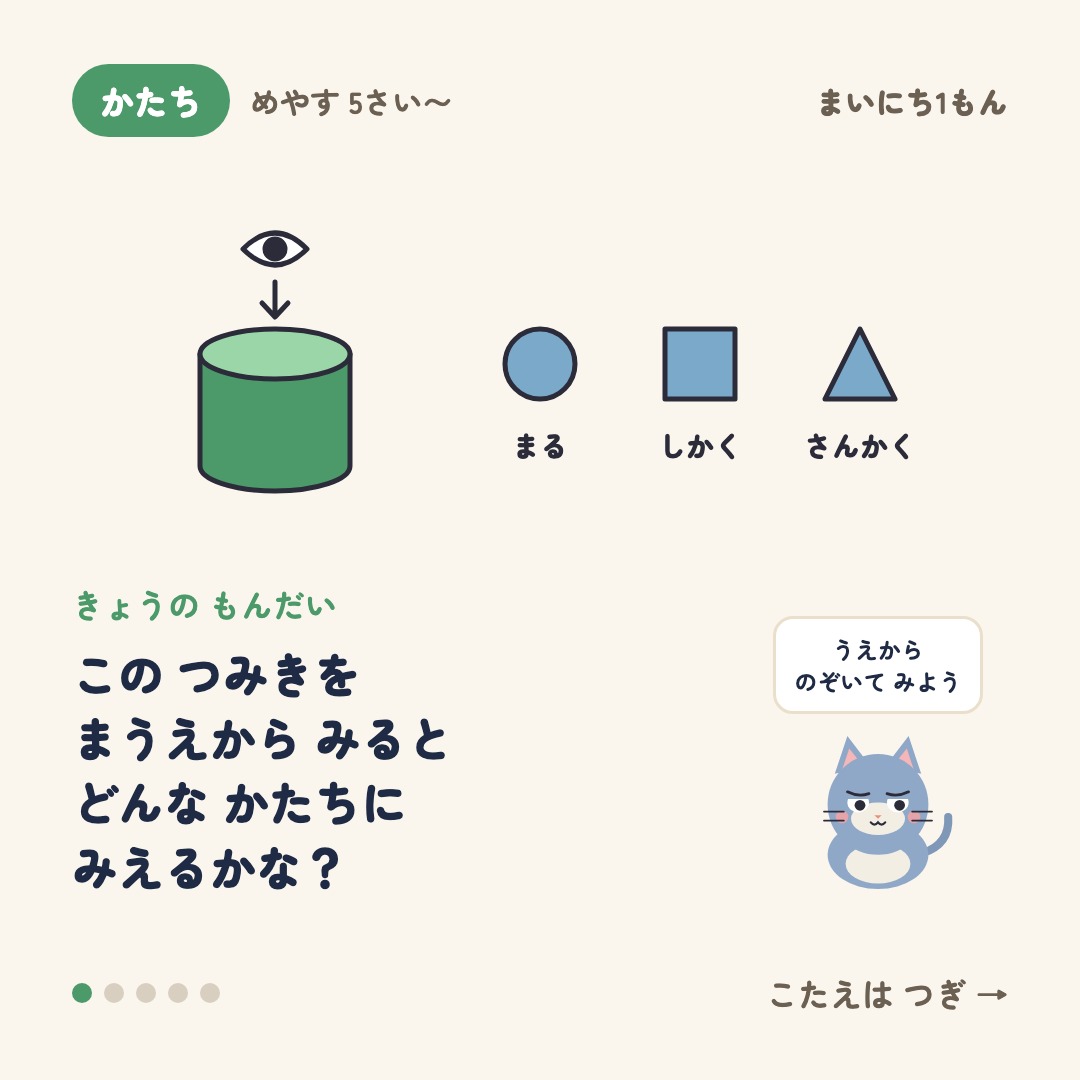 かたち
めやす 5さい〜
まいにち1もん
まる
しかく
さんかく
きょうの もんだい
この つみきを
まうえから みると
どんな かたちに
みえるかな？
うえから
のぞいて みよう
こたえは つぎ →